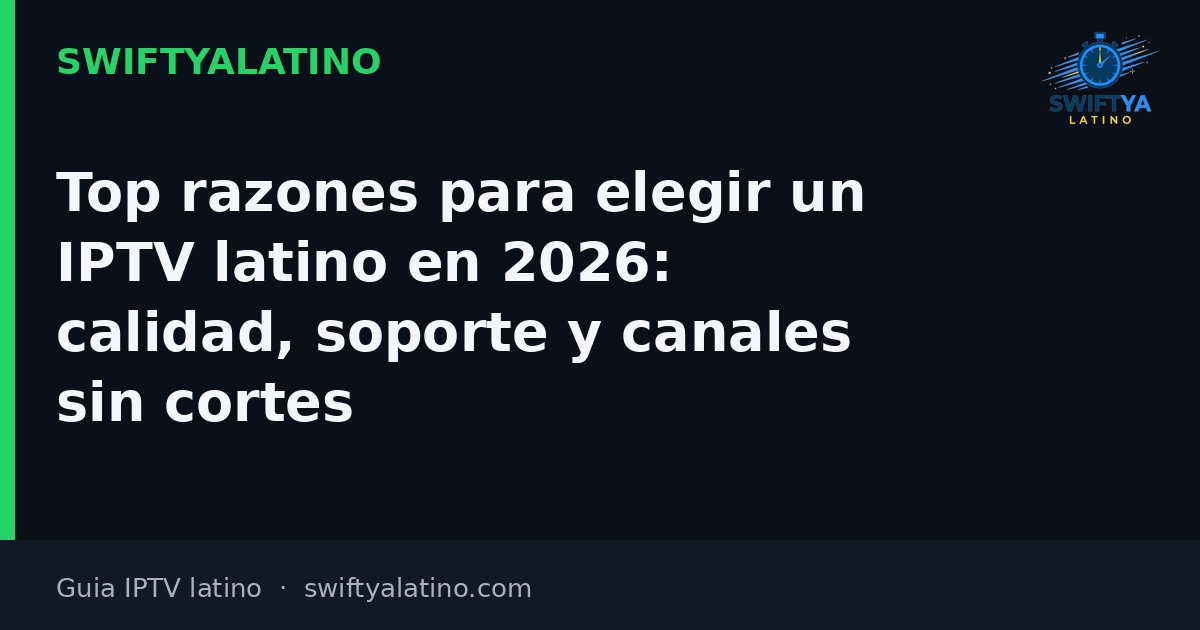 SWIFTYALATINO
SWIFTYA
LATINO
Top razones para elegir un
IPTV latino en 2026:
calidad, soporte y canales
sin cortes
Guia IPTV latino · swiftyalatino.com